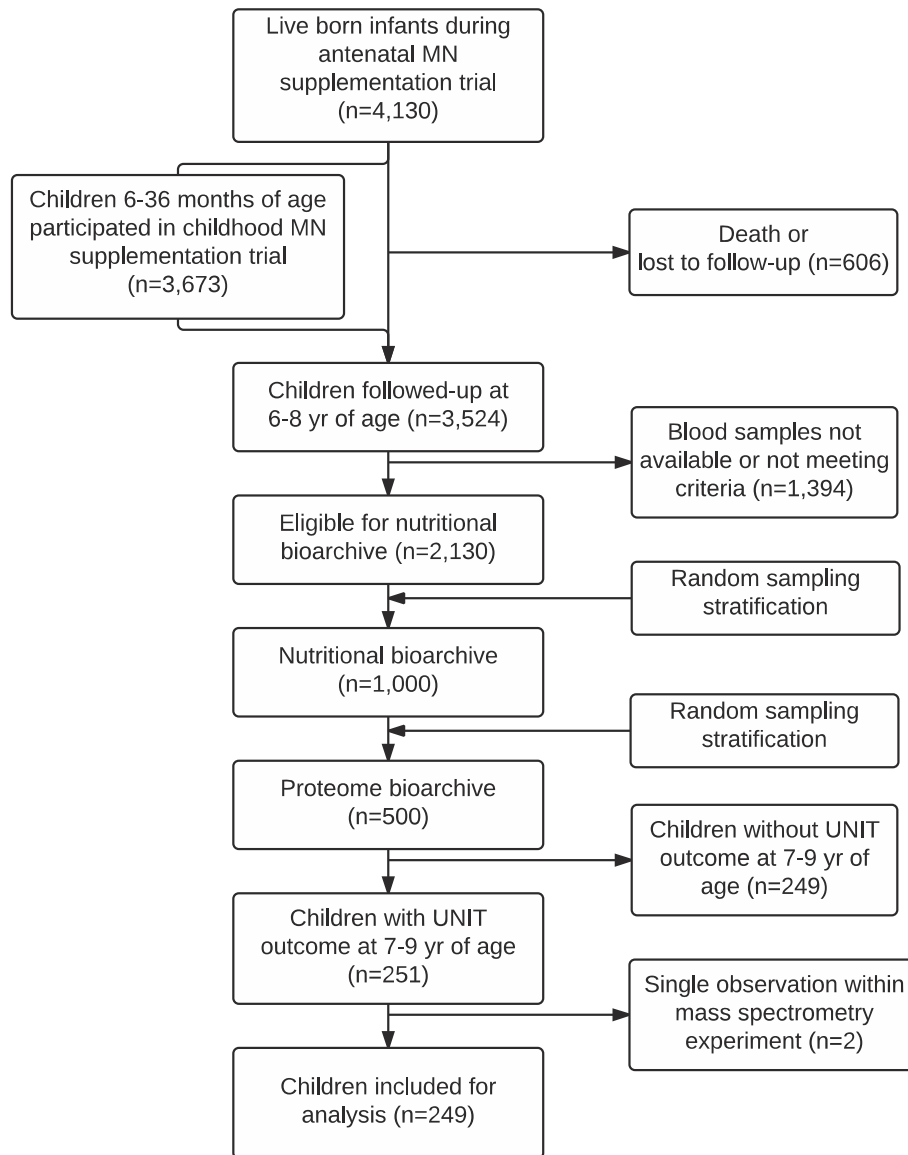 Live born infants during
antenatal MN
supplementation trial
(n=4,130)
Children 6-36 months of age
participated in childhood MN
supplementation trial
(n=3,673)
Death or
lost to follow-up (n=606)
Children followed-up at
6-8 yr of age (n=3,524)
Blood samples not
available or not meeting
criteria (n=1,394)
Eligible for nutritional
bioarchive (n=2,130)
Random sampling
stratification
Nutritional bioarchive
(n=1,000)
Random sampling
stratification
Proteome bioarchive
(n=500)
Children without UNIT
outcome at 7-9 yr of
age (n=249)
Children with UNIT
outcome at 7-9 yr of age
(n=251)
Single observation within
mass spectrometry
experiment (n=2)
Children included for
analysis (n=249)